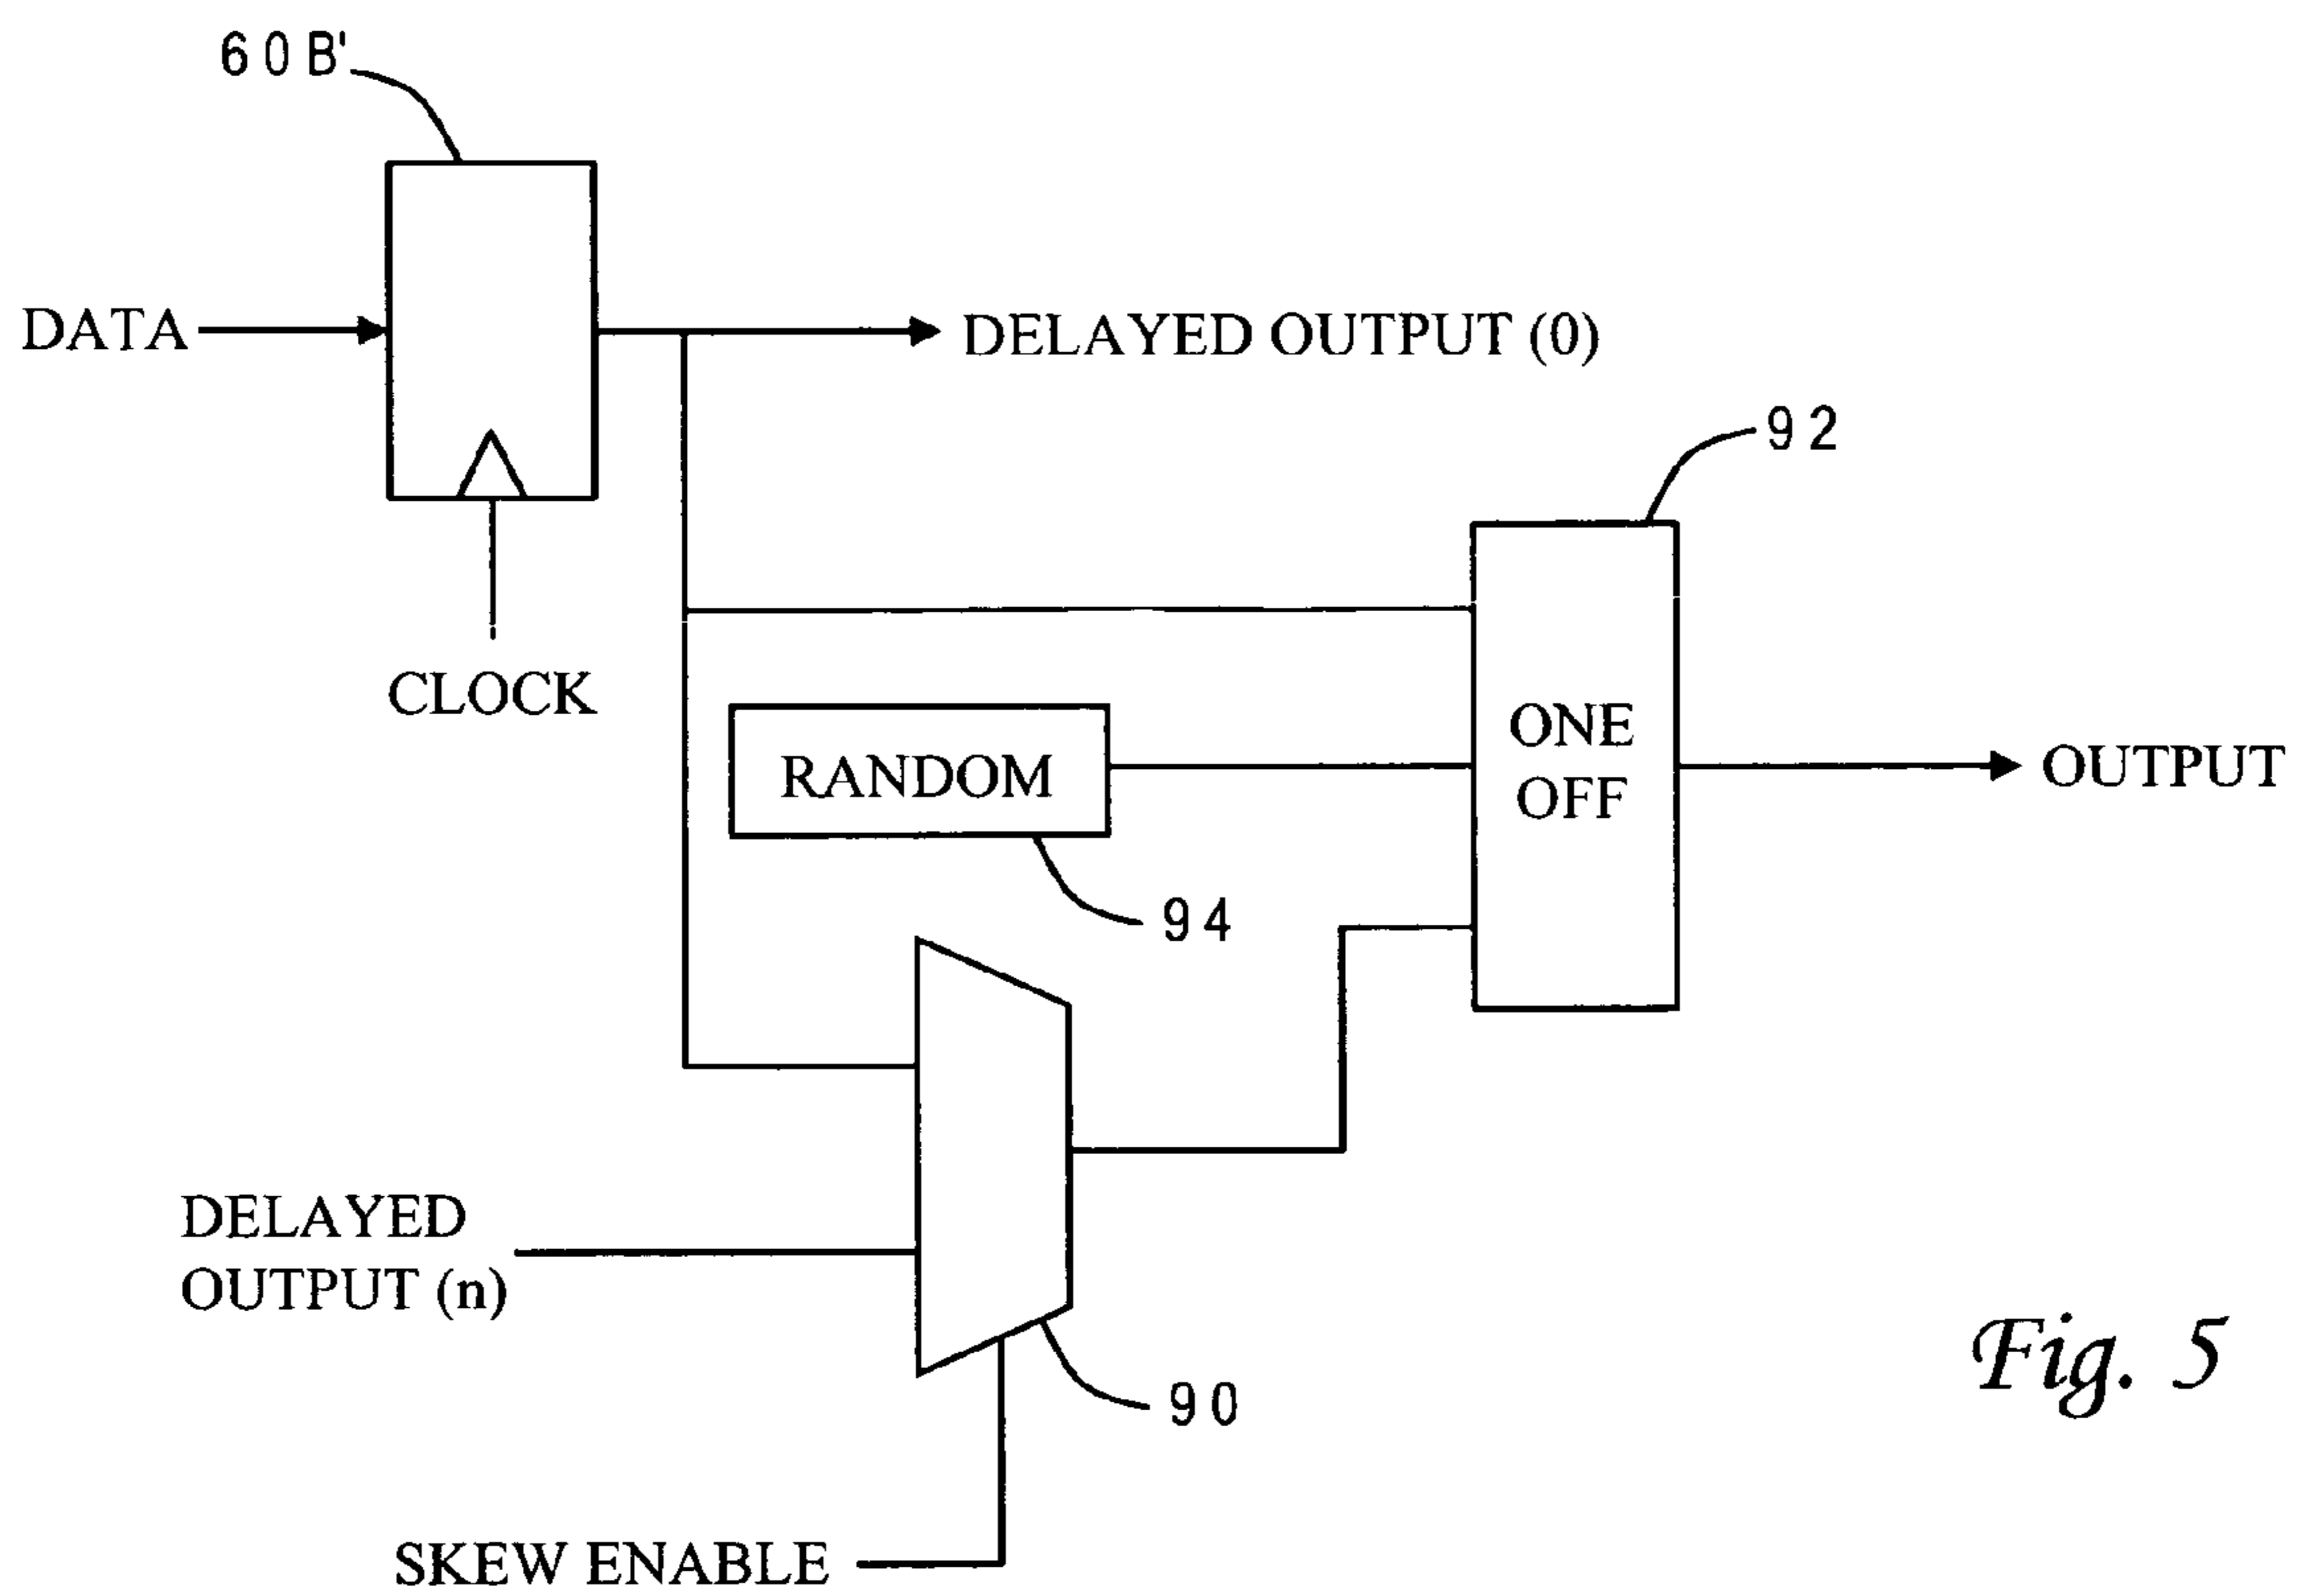 60B'
DATA
DELAYED OUTPUT (0)
92
CLOCK
RANDOM
ONE
OFF
OUTPUT
94
DELAYED
OUTPUT (n)
90
Fig. 5
SKEW ENABLE